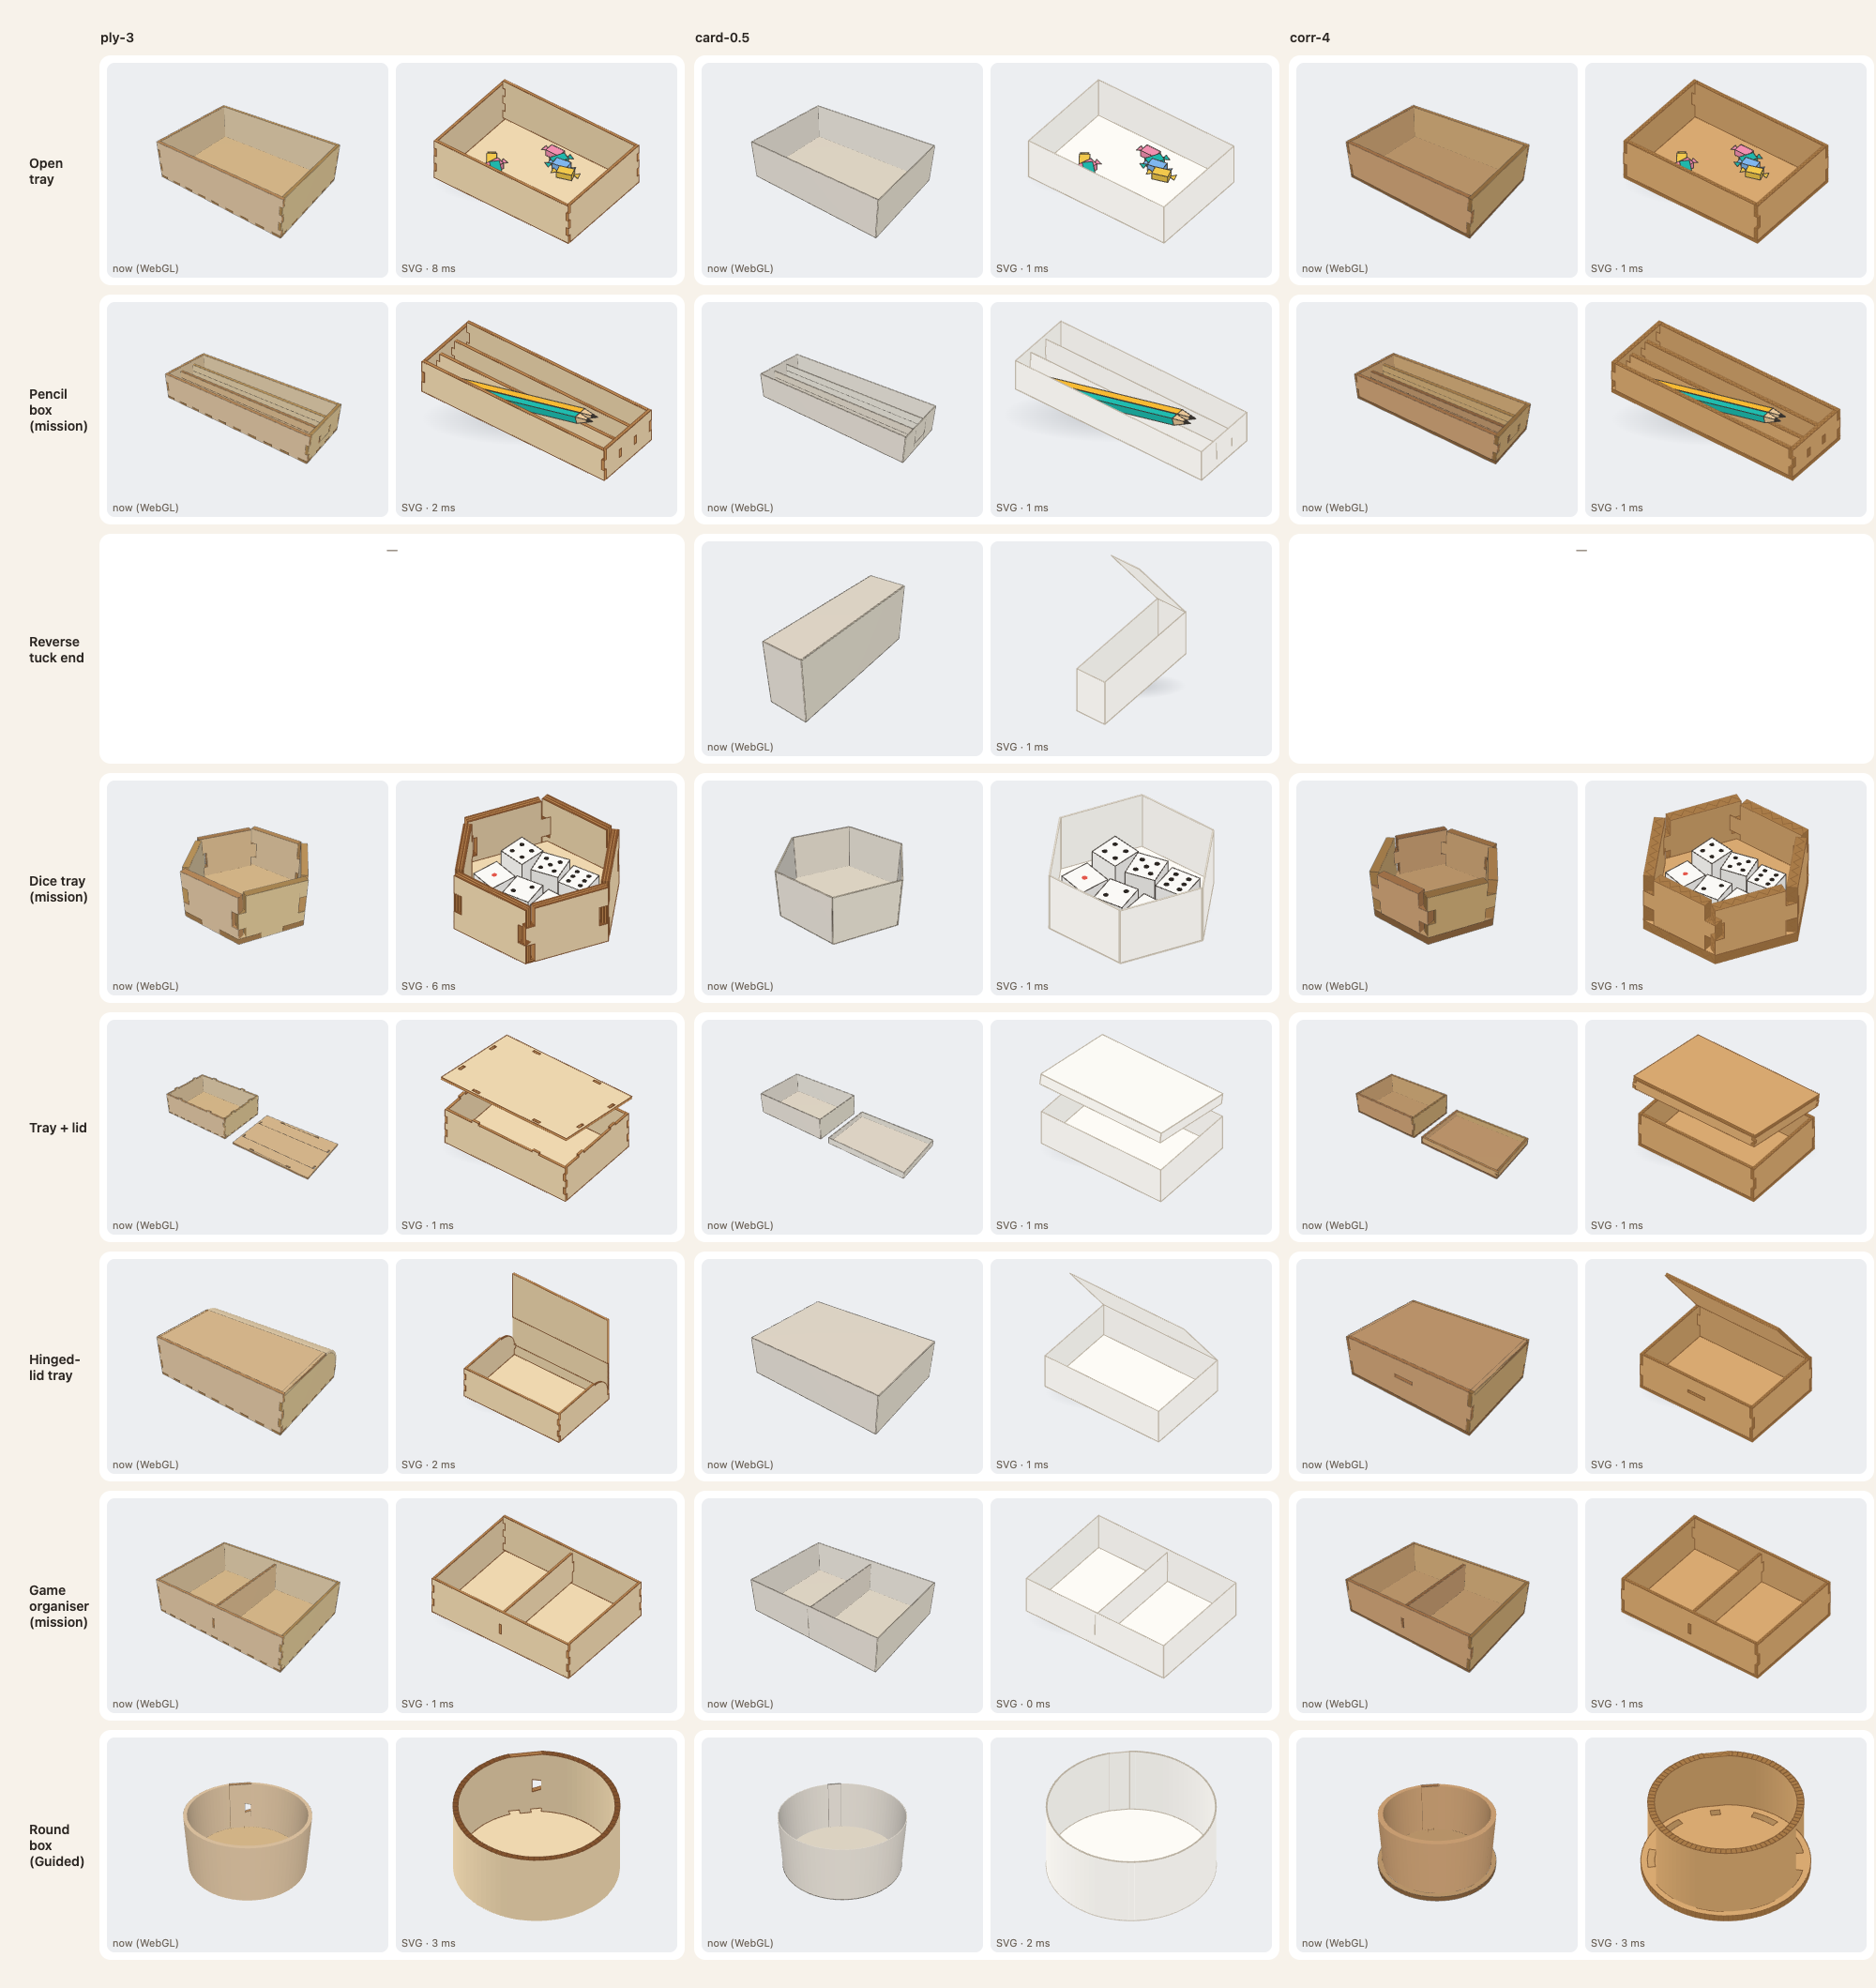 ply-3
card-0.5
corr-4
Open
tray
now (WebGL)
SVG · 8 ms
now (WebGL)
SVG · 1 ms
now (WebGL)
SVG · 1 ms
Pencil
box
(mission)
now (WebGL)
SVG · 2 ms
now (WebGL)
SVG · 1 ms
now (WebGL)
SVG · 1 ms
Reverse
tuck end
—
now (WebGL)
SVG · 1 ms
—
Dice tray
(mission)
now (WebGL)
SVG · 6 ms
now (WebGL)
SVG · 1 ms
now (WebGL)
SVG · 1 ms
Tray + lid
now (WebGL)
SVG · 1 ms
now (WebGL)
SVG · 1 ms
now (WebGL)
SVG · 1 ms
Hinged-
lid tray
now (WebGL)
SVG · 2 ms
now (WebGL)
SVG · 1 ms
now (WebGL)
SVG · 1 ms
Game
organiser
(mission)
now (WebGL)
SVG · 1 ms
now (WebGL)
SVG · 0 ms
now (WebGL)
SVG · 1 ms
Round
box
(Guided)
now (WebGL)
SVG · 3 ms
now (WebGL)
SVG · 2 ms
now (WebGL)
SVG · 3 ms